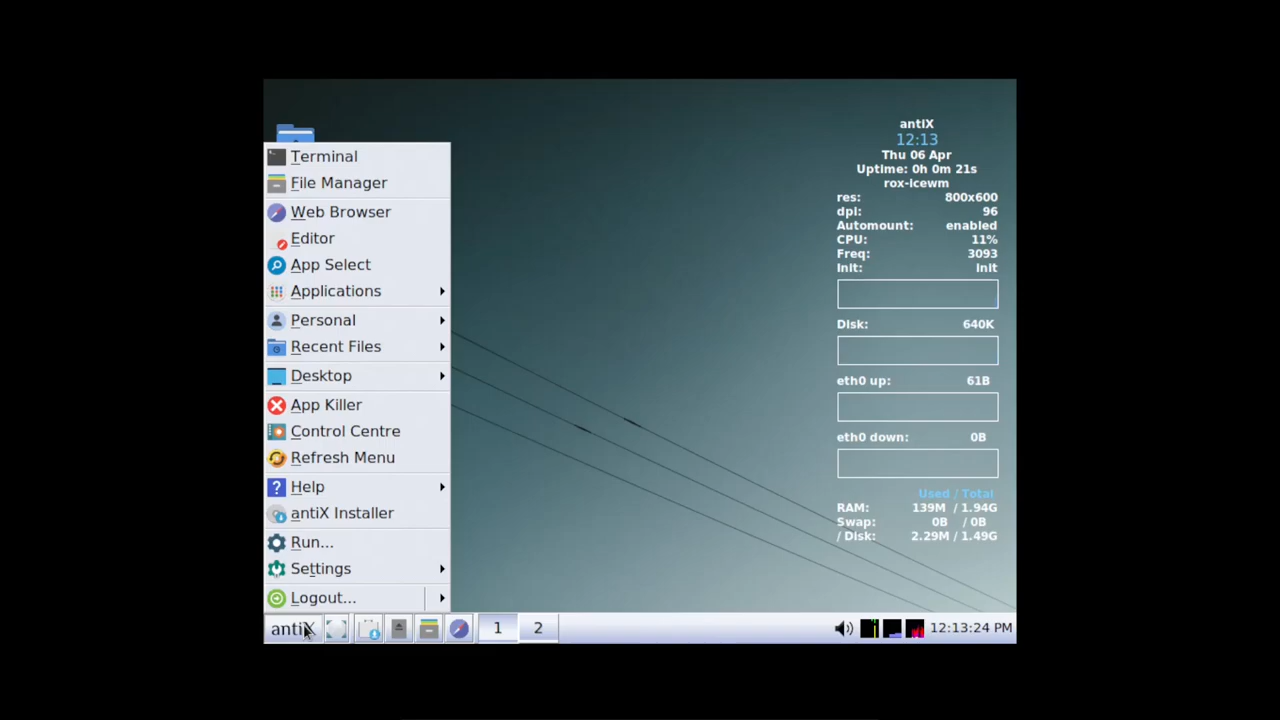 Terminal
File Manager
Web Browser
Editor
App Select
Applications
Personal
Recent Files
Desktop
App Killer
Control Centre
Refresh Menu
Help
antiX Installer
Run...
Settings
Logout...
antiX
12:13
Thu 06 Apr
Uptime: 0h 0m 21s
rox-icewm
res: 800x600
dpi: 96
Automount: enabled
CPU: 11%
Freq: 3093
Init: init
Disk: 640K
eth0 up: 61B
eth0 down: 0B
Used / Total
RAM: 139M / 1.94G
Swap: 0B / 0B
/ Disk: 2.29M / 1.49G
antiX 1 2 12:13:24 PM